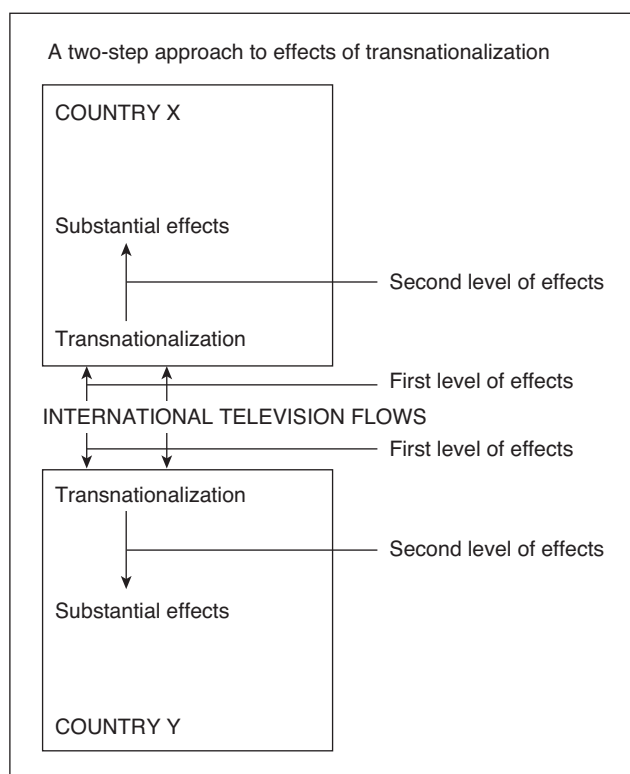 A two-step approach to effects of transnationalization
COUNTRY X
Substantial effects
Second level of effects
Transnationalization
First level of effects
INTERNATIONAL TELEVISION FLOWS
First level of effects
Transnationalization
Second level of effects
Substantial effects
COUNTRY Y